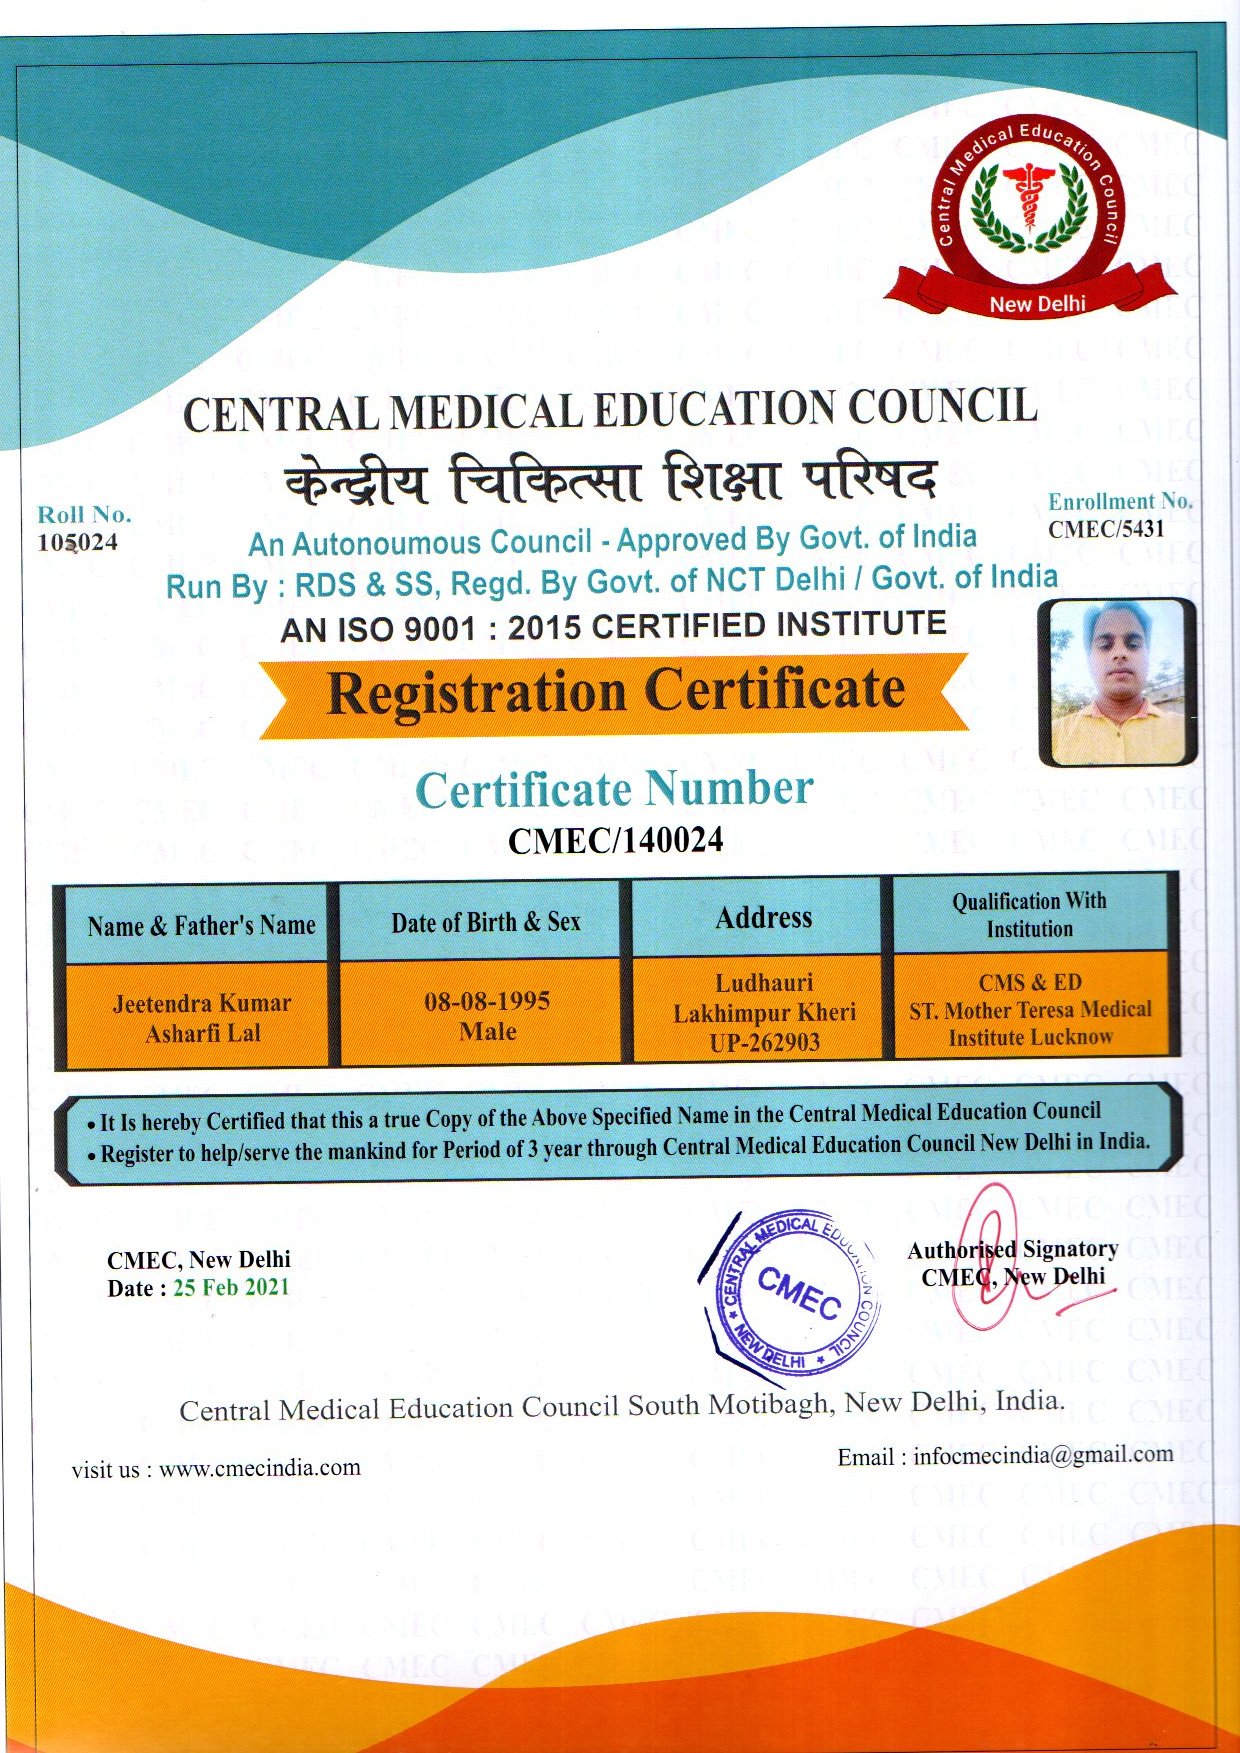 Central Medical Education Council
New Delhi
CENTRAL MEDICAL EDUCATION COUNCIL
केन्द्रीय चिकित्सा शिक्षा परिषद
Roll No.
105024
Enrollment No.
CMEC/5431
An Autonoumous Council - Approved By Govt. of India
Run By : RDS & SS, Regd. By Govt. of NCT Delhi / Govt. of India
AN ISO 9001 : 2015 CERTIFIED INSTITUTE
Registration Certificate
Certificate Number
CMEC/140024
Name & Father's Name
Date of Birth & Sex
Address
Qualification With
Institution
Jeetendra Kumar
Asharfi Lal
08-08-1995
Male
Ludhauri
Lakhimpur Kheri
UP-262903
CMS & ED
ST. Mother Teresa Medical
Institute Lucknow
• It Is hereby Certified that this a true Copy of the Above Specified Name in the Central Medical Education Council
• Register to help/serve the mankind for Period of 3 year through Central Medical Education Council New Delhi in India.
CMEC, New Delhi
Date : 25 Feb 2021
CENTRAL MEDICAL EDUCATION COUNCIL
CMEC
* NEW DELHI *
Authorised Signatory
CMEC, New Delhi
Central Medical Education Council South Motibagh, New Delhi, India.
visit us : www.cmecindia.com
Email : infocmecindia@gmail.com